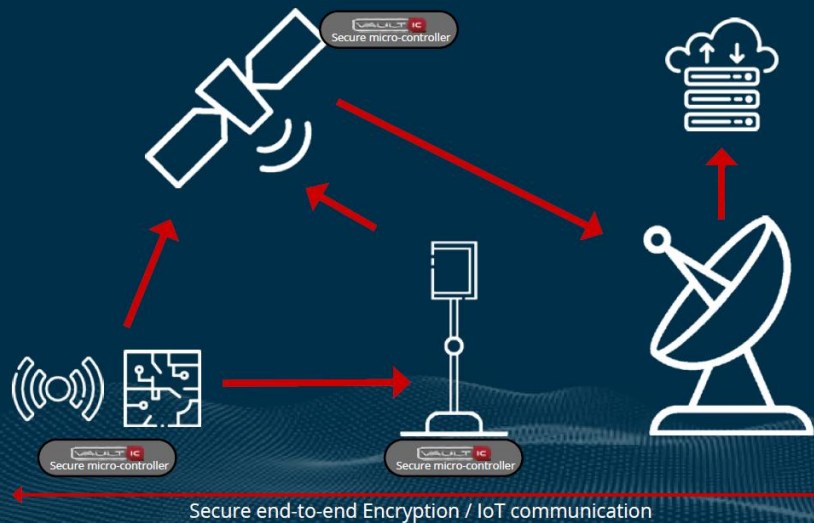 VAULT IC
Secure micro-controller
VAULT IC
Secure micro-controller
VAULT IC
Secure micro-controller
Secure end-to-end Encryption / IoT communication